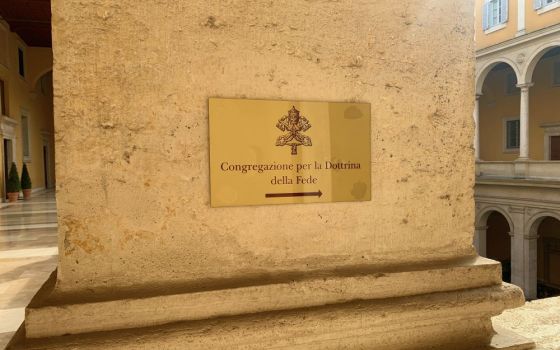 Congregazione per la Dottrina
della Fede